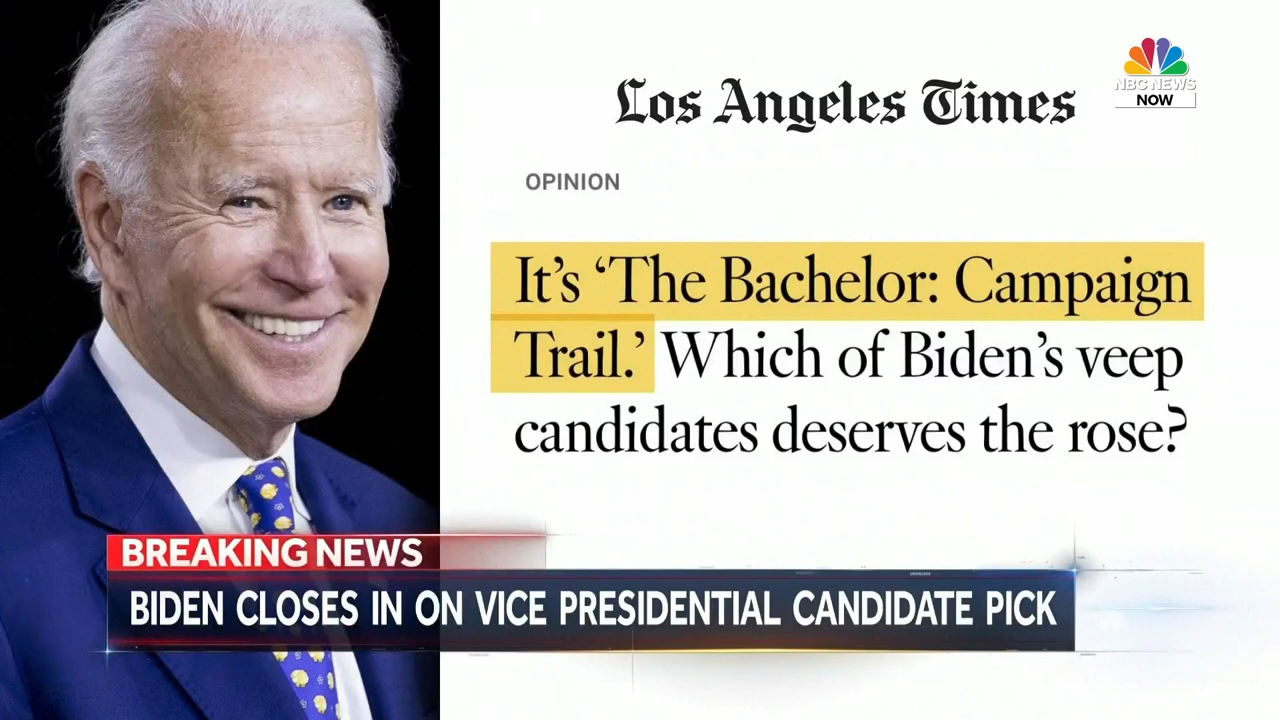 Los Angeles Times
NBC NEWS
NOW
OPINION
It's ‘The Bachelor: Campaign
Trail.’ Which of Biden's veep
candidates deserves the rose?
BREAKING NEWS
BIDEN CLOSES IN ON VICE PRESIDENTIAL CANDIDATE PICK